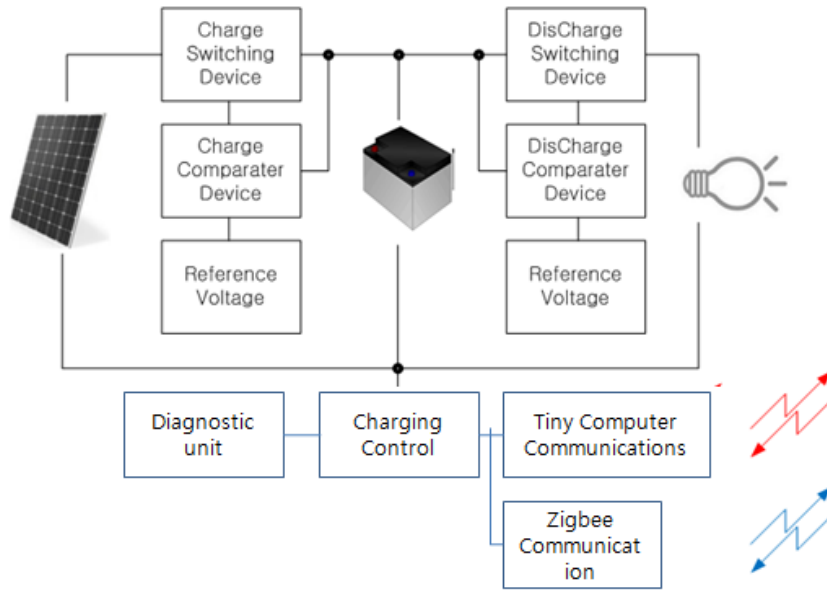 Charge
Switching
Device
DisCharge
Switching
Device
Charge
Comparater
Device
DisCharge
Comparater
Device
Reference
Voltage
Reference
Voltage
Diagnostic
unit
Charging
Control
Tiny Computer
Communications
Zigbee
Communicat
ion